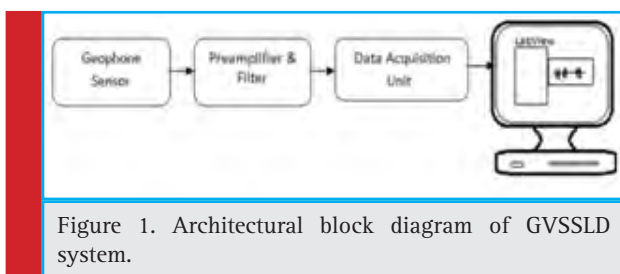 Geophone
Sensor
Preamplifier &
Filter
Data Acquisition
Unit
LabView
Figure 1. Architectural block diagram of GVSSLD
system.